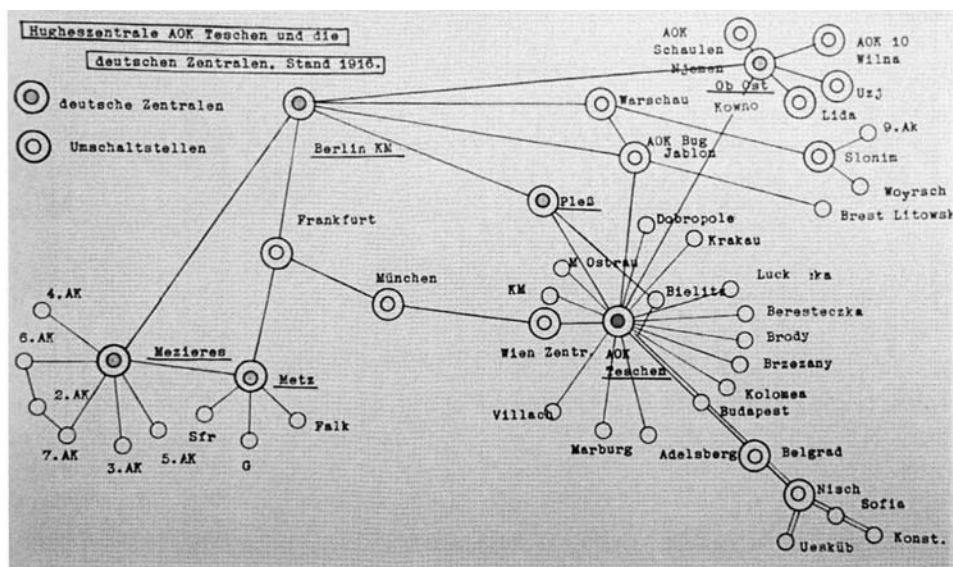 Hugheszentrale AOK Teschen und die
deutschen Zentralen. Stand 1916.
deutsche Zentralen
Umschaltstellen
Berlin KM
AOK
Schaulen
Njemen
Ob Ost
Kowno
AOK 10
Wilna
Uzj
Lida
Warschau
AOK Bug
Jablon
9.Ak
Slonim
Woyrsch
Brest Litowsk
Pleß
Frankfurt
Dobropole
Krakau
M Ostrau
München
KM
Bielitz
Luck
Beresteczka
Brody
Brzezany
Kolomea
Wien Zentr.
AOK
Teschen
4.AK
6.AK
Mezieres
Metz
2.AK
7.AK
3.AK
5.AK
Sfr
G
Falk
Villach
Marburg
Budapest
Adelsberg
Belgrad
Nisch
Sofia
Uesküb
Konst.